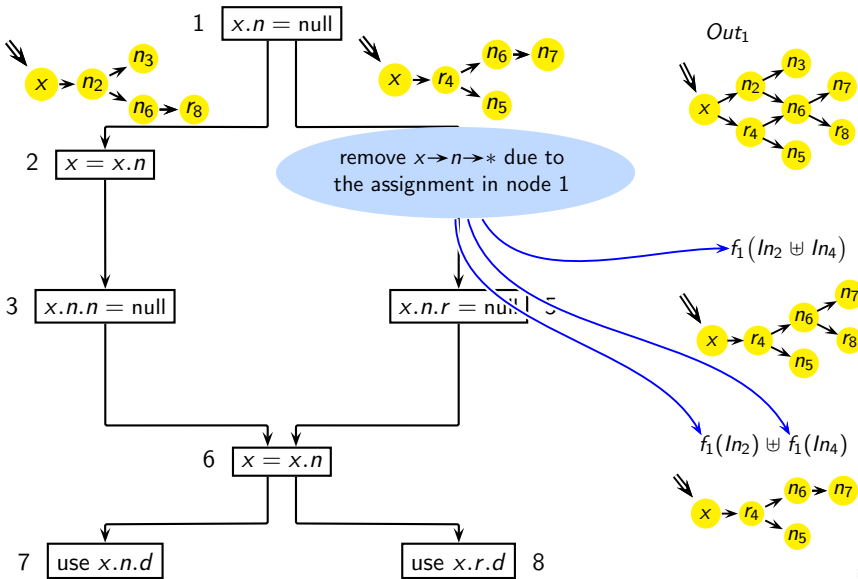 1
x.n = null
Out₁
n₃
n₆
n₇
x
n₂
n₆
r₈
x
r₄
n₅
n₃
n₂
n₇
x
n₆
r₄
r₈
n₅
2
x = x.n
remove x→n→* due to
the assignment in node 1
f₁(In₂ ⊎ In₄)
3
x.n.n = null
x.n.r = null
5
n₇
n₆
x
r₄
r₈
n₅
f₁(In₂) ⊎ f₁(In₄)
6
x = x.n
n₆
n₇
x
r₄
n₅
7
use x.n.d
use x.r.d
8